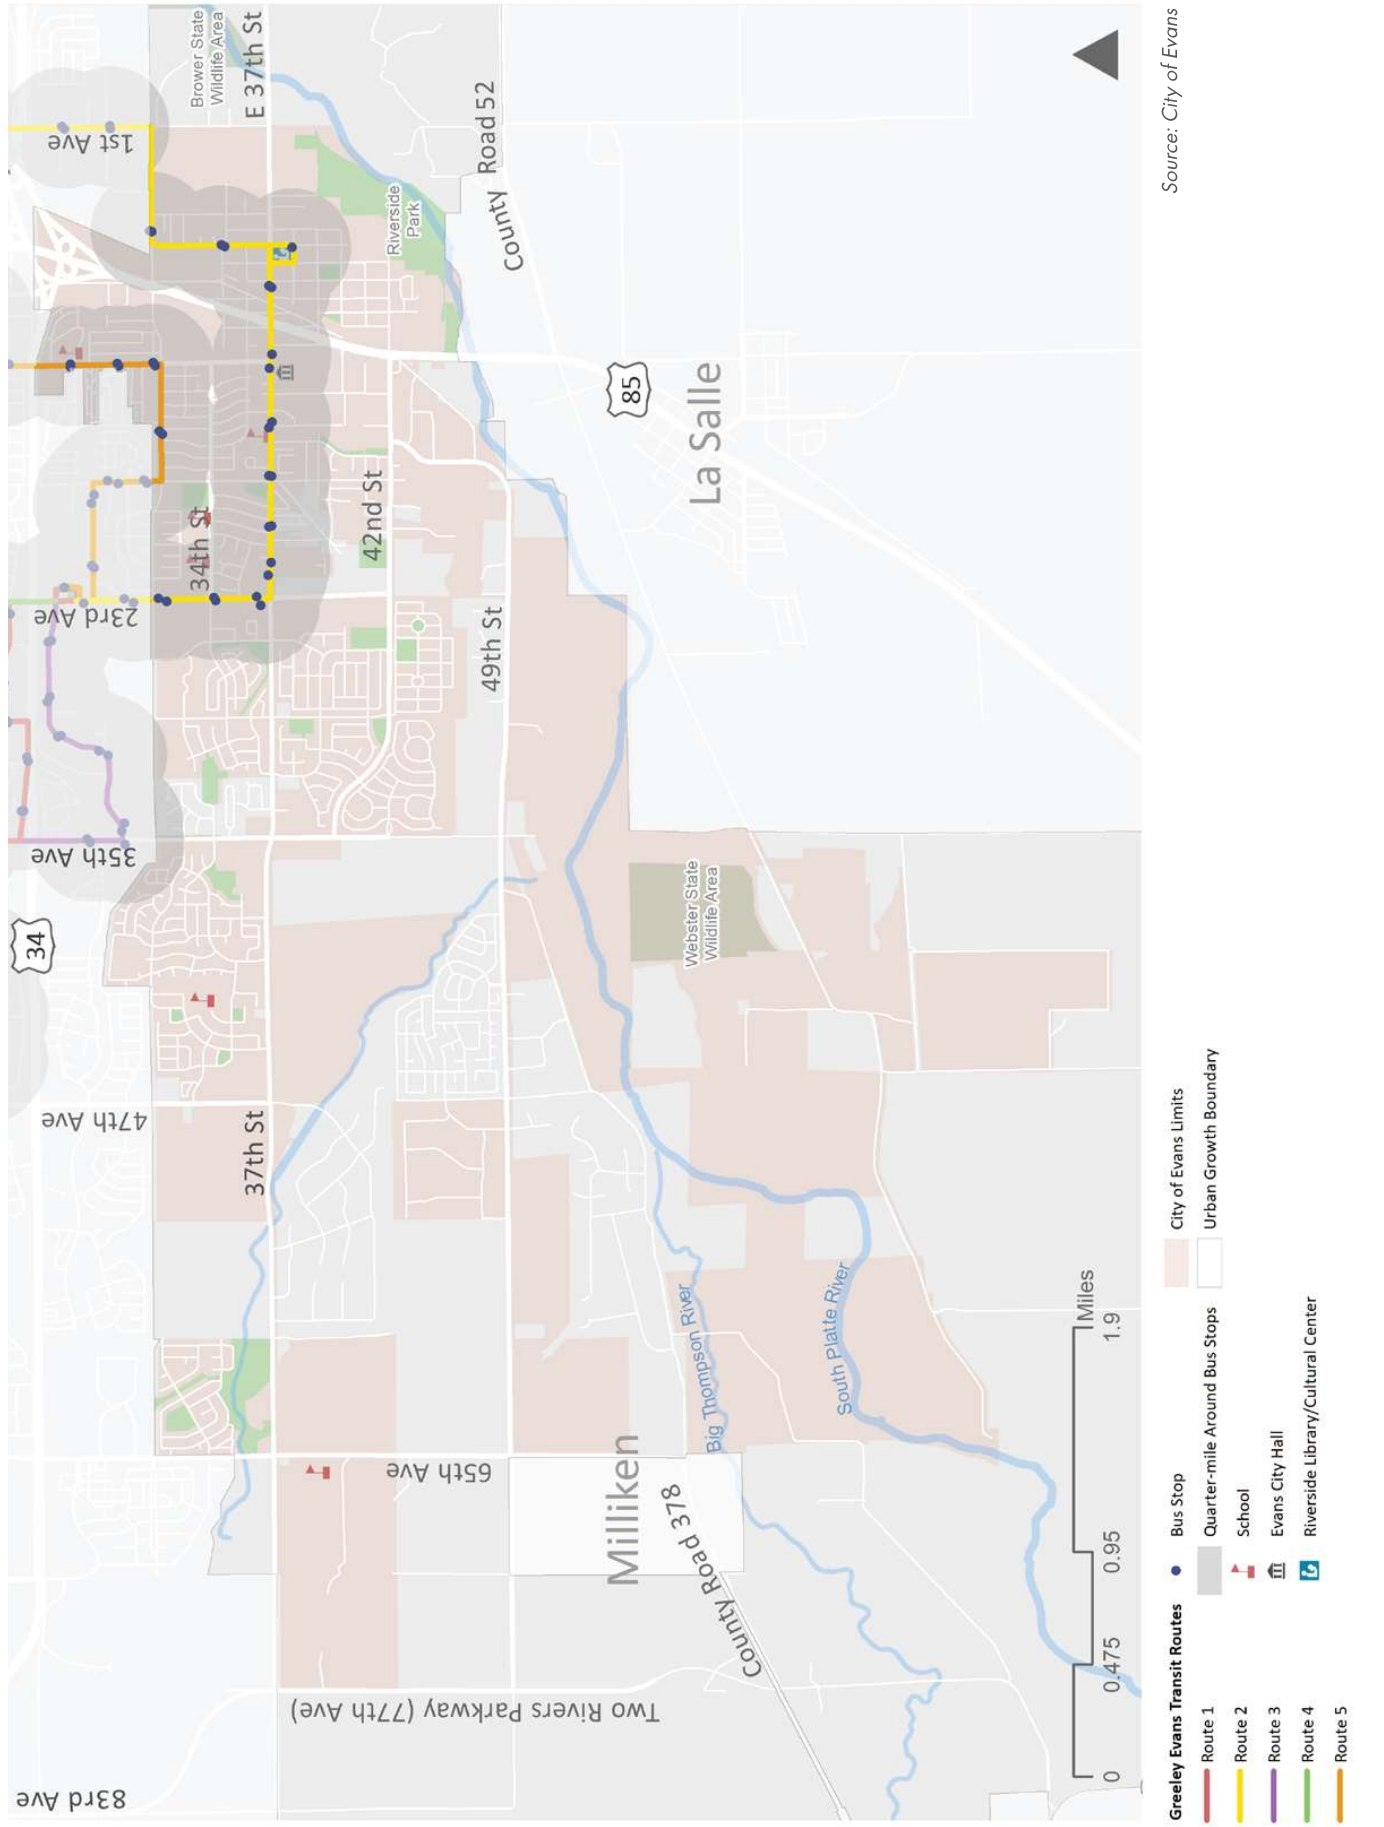 83rd Ave
Two Rivers Parkway (77th Ave)
65th Ave
47th Ave
35th Ave
23rd Ave
1st Ave
34
34th St
37th St
E 37th St
Brower State
Wildlife Area
Riverside
Park
42nd St
49th St
County Road 52
85
La Salle
Webster State
Wildlife Area
Milliken
County Road 378
Big Thompson River
South Platte River
0
0.475
0.95
1.9
Miles
Greeley Evans Transit Routes
Route 1
Route 2
Route 3
Route 4
Route 5
Bus Stop
Quarter-mile Around Bus Stops
School
Evans City Hall
Riverside Library/Cultural Center
City of Evans Limits
Urban Growth Boundary
Source: City of Evans